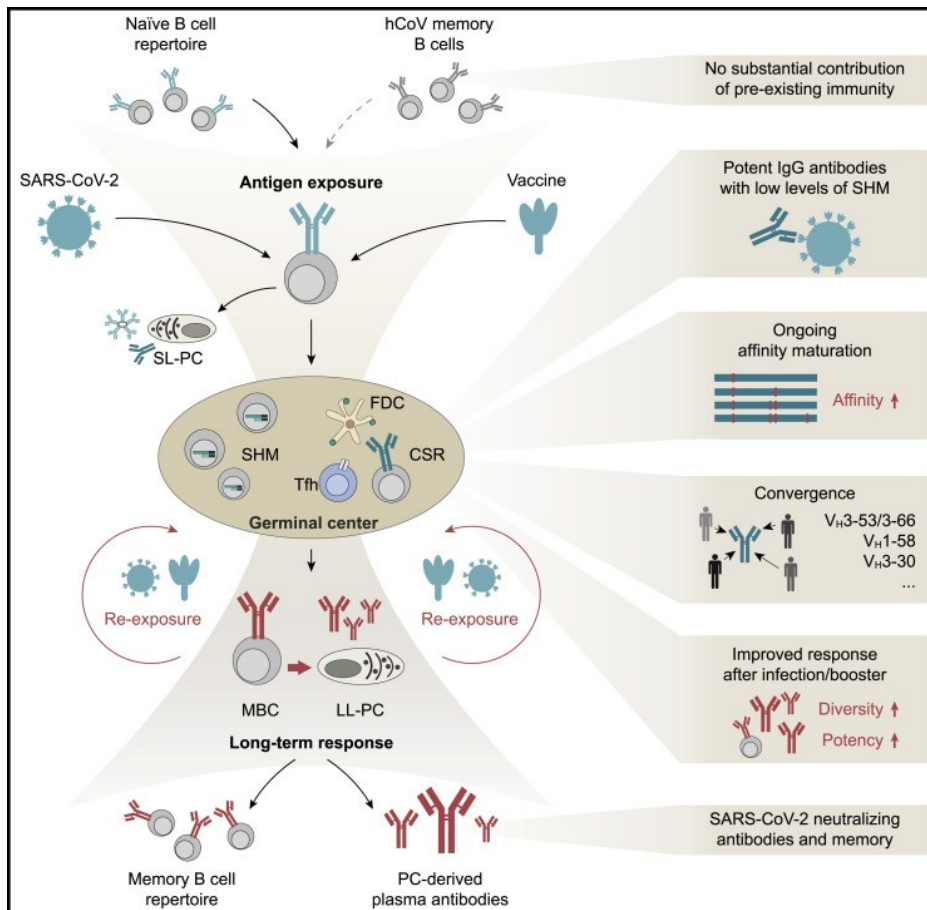 Naïve B cell
repertoire
hCoV memory
B cells
No substantial contribution
of pre-existing immunity
SARS-CoV-2
Antigen exposure
Vaccine
Potent IgG antibodies
with low levels of SHM
SL-PC
Ongoing
affinity maturation
Affinity
FDC
SHM
CSR
Tfh
Germinal center
Convergence
VH3-53/3-66
VH1-58
VH3-30
...
Re-exposure
Re-exposure
MBC
LL-PC
Long-term response
Improved response
after infection/booster
Diversity
Potency
Memory B cell
repertoire
PC-derived
plasma antibodies
SARS-CoV-2 neutralizing
antibodies and memory